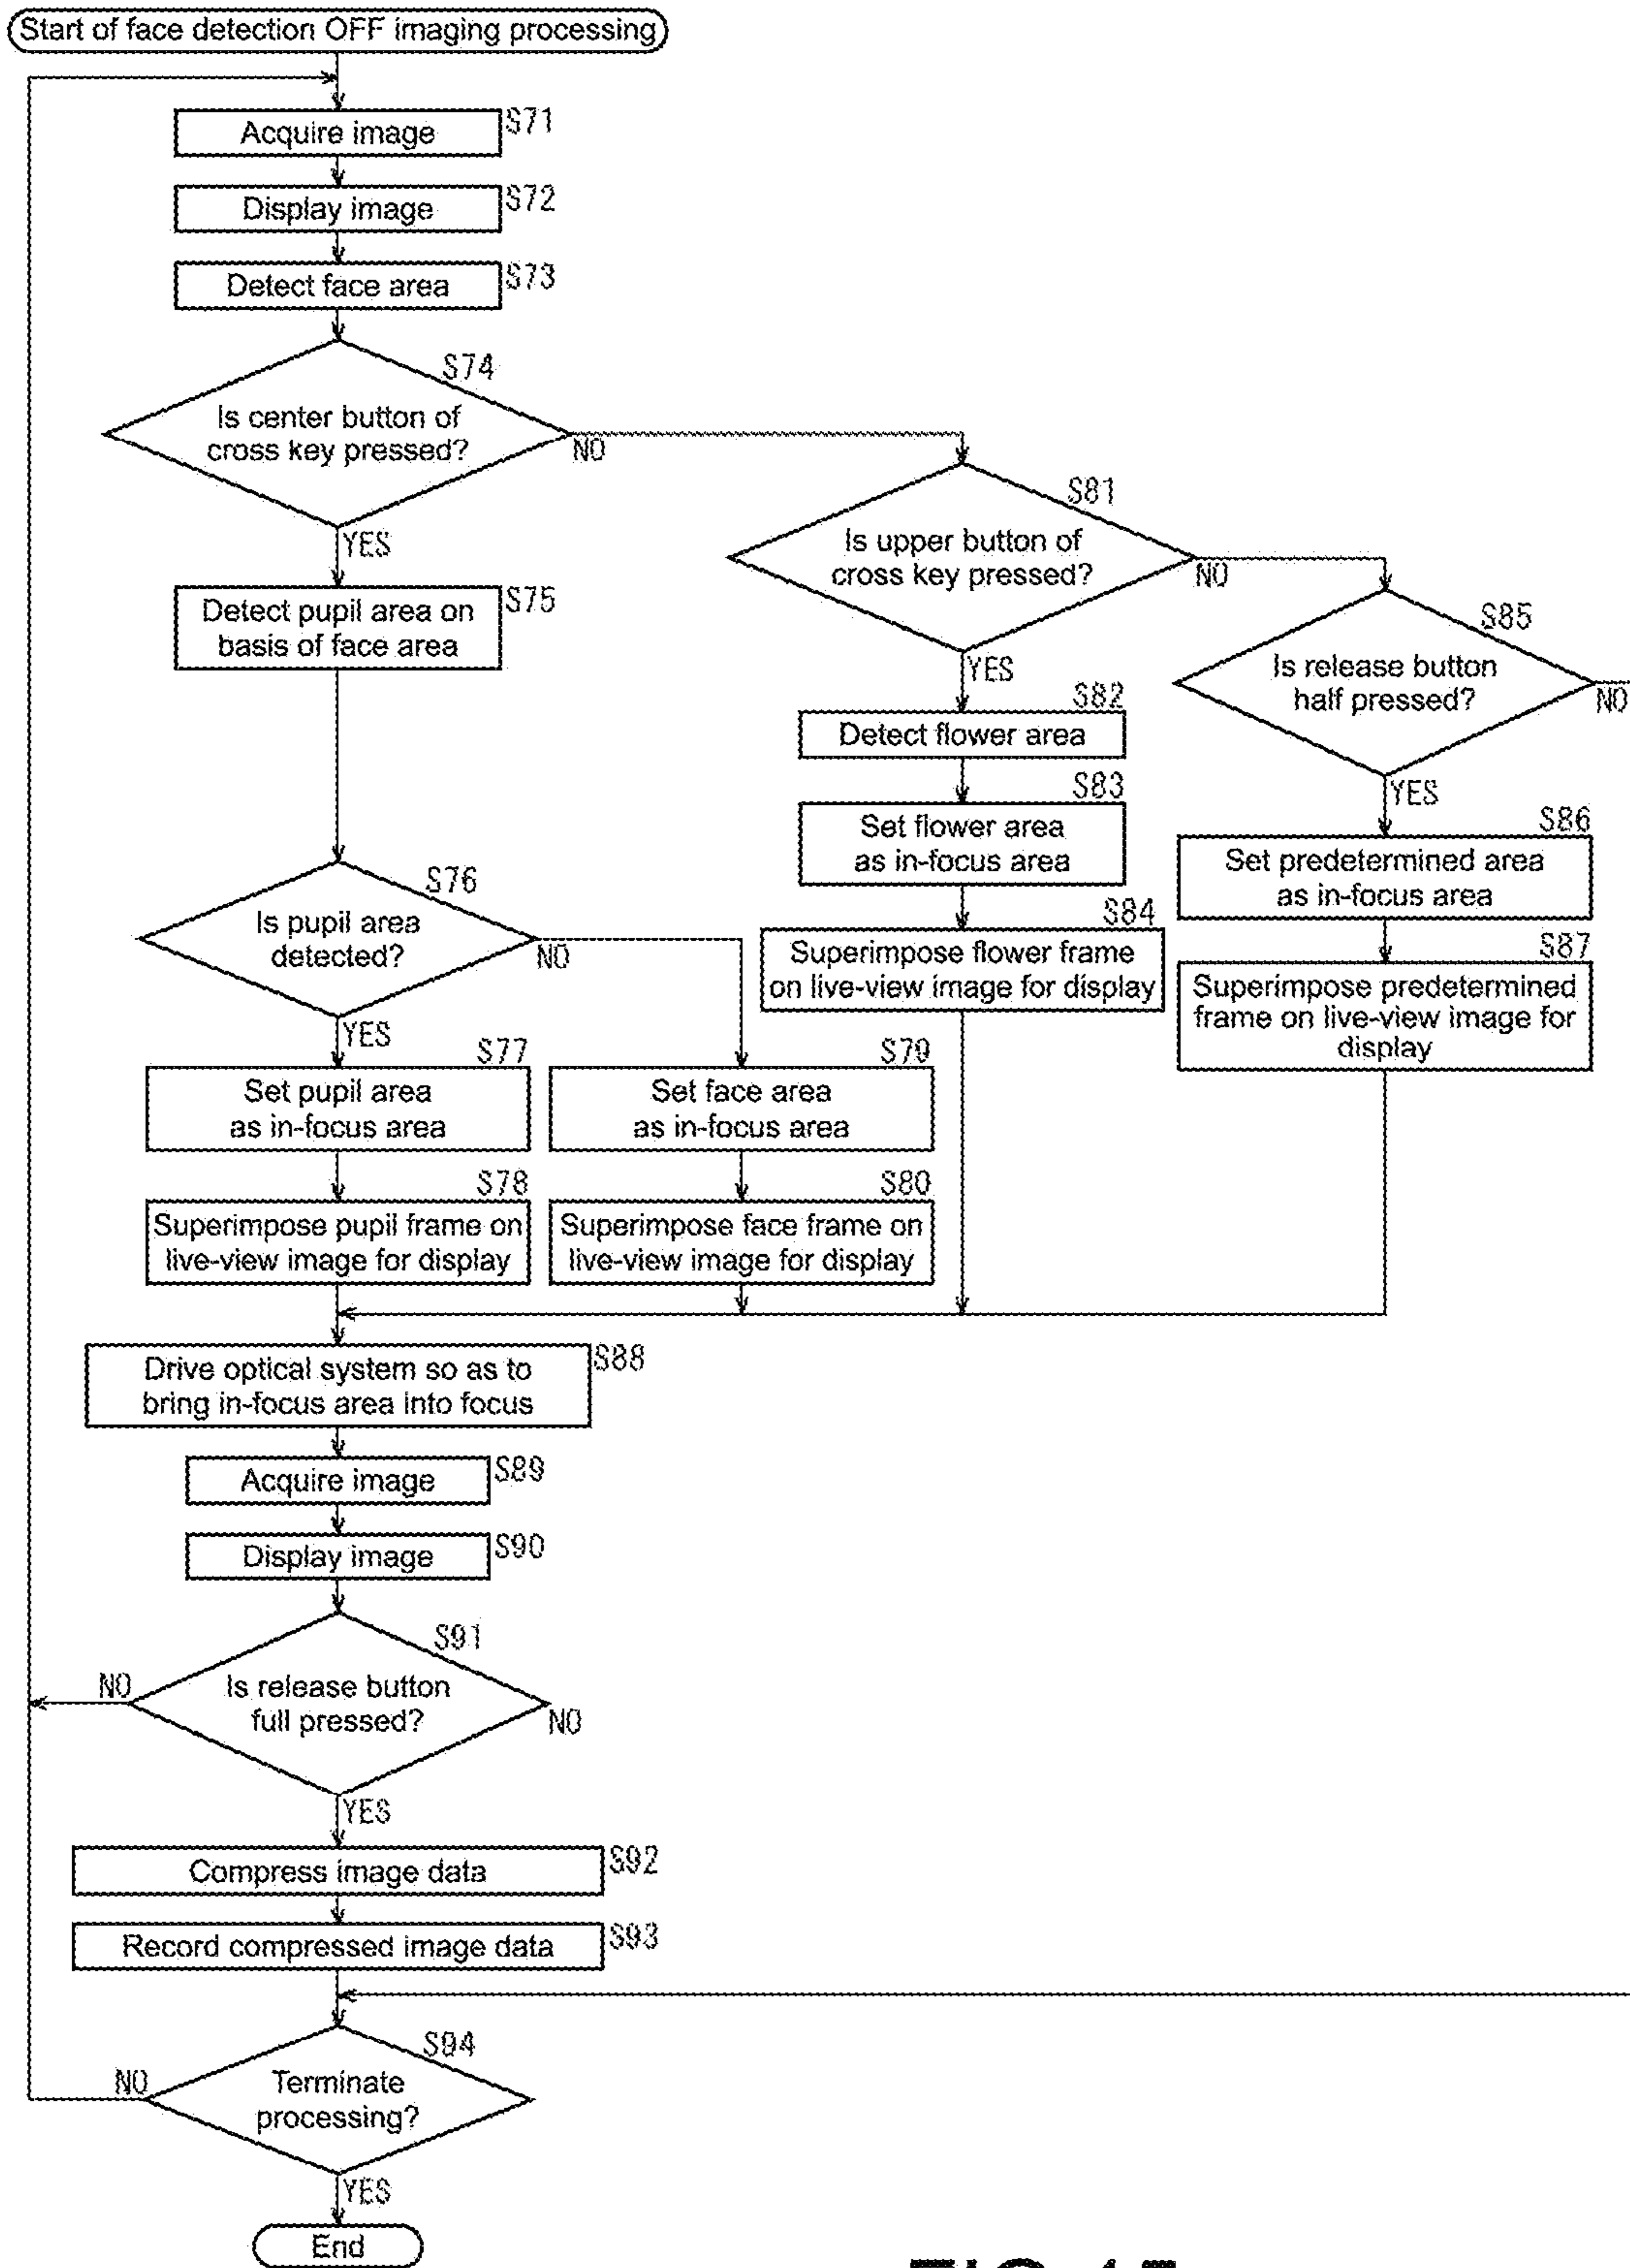 Start of face detection OFF imaging processing
Acquire image
S71
Display image
S72
Detect face area
S73
S74
Is center button of
cross key pressed?
NO
YES
Detect pupil area on
basis of face area
S75
S76
Is pupil area
detected?
NO
YES
S77
Set pupil area
as in-focus area
S78
Superimpose pupil frame on
live-view image for display
S79
Set face area
as in-focus area
S80
Superimpose face frame on
live-view image for display
S81
Is upper button of
cross key pressed?
NO
YES
S82
Detect flower area
S83
Set flower area
as in-focus area
S84
Superimpose flower frame
on live-view image for display
S85
Is release button
half pressed?
NO
YES
S86
Set predetermined area
as in-focus area
S87
Superimpose predetermined
frame on live-view image for
display
Drive optical system so as to
bring in-focus area into focus
S88
Acquire image
S89
Display image
S90
S91
Is release button
full pressed?
NO
NO
YES
Compress image data
S92
Record compressed image data
S93
S94
Terminate
processing?
NO
YES
End